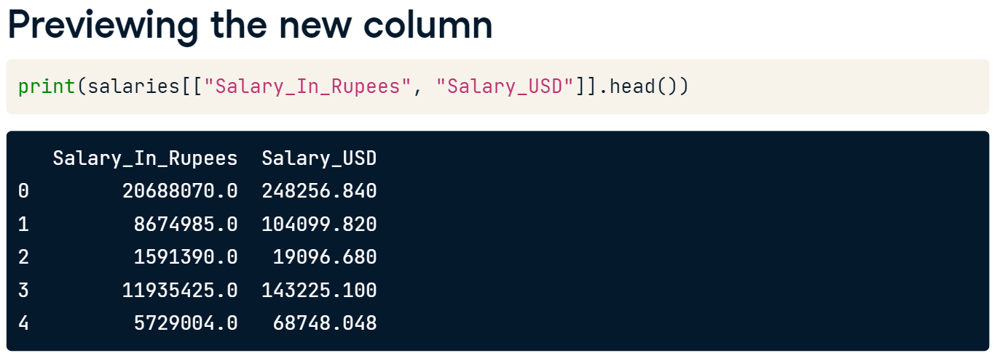 Previewing the new column
print(salaries[["Salary_In_Rupees", "Salary_USD"]].head())
   Salary_In_Rupees  Salary_USD
0        20688070.0  248256.840
1         8674985.0  104099.820
2         1591390.0   19096.680
3        11935425.0  143225.100
4         5729004.0   68748.048